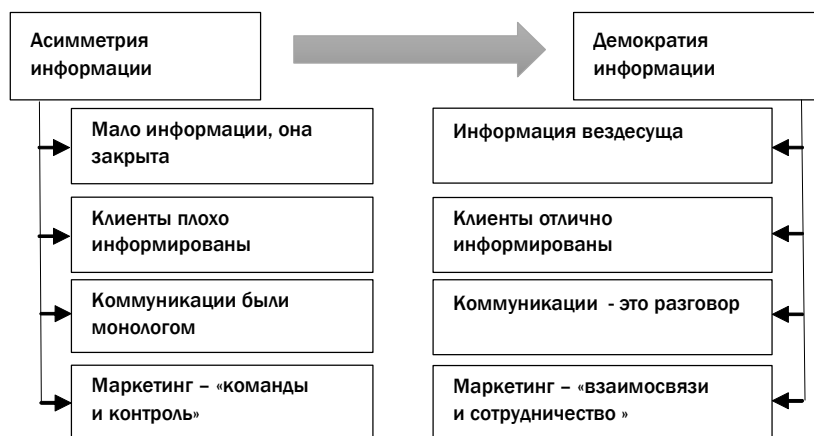 Асимметрия
информации
Демократия
информации
Мало информации, она
закрыта
Информация вездесуща
Клиенты плохо
информированы
Клиенты отлично
информированы
Коммуникации были
монологом
Коммуникации  - это разговор
Маркетинг – «команды
и контроль»
Маркетинг – «взаимосвязи
и сотрудничество »